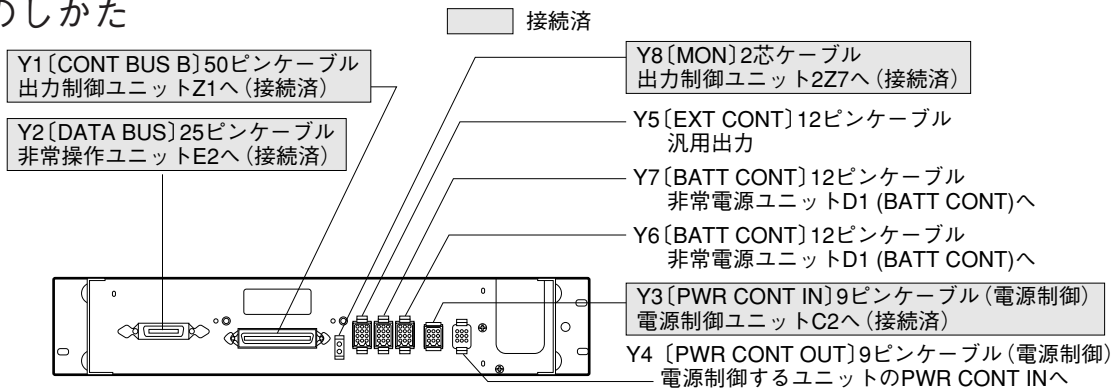 のしかた
接続済
Y1〔CONT BUS B〕50ピンケーブル
出力制御ユニットZ1へ（接続済）
Y2〔DATA BUS〕25ピンケーブル
非常操作ユニットE2へ（接続済）
Y8〔MON〕2芯ケーブル
出力制御ユニット2Z7へ（接続済）
Y5〔EXT CONT〕12ピンケーブル
汎用出力
Y7〔BATT CONT〕12ピンケーブル
非常電源ユニットD1 (BATT CONT)へ
Y6〔BATT CONT〕12ピンケーブル
非常電源ユニットD1 (BATT CONT)へ
Y3〔PWR CONT IN〕9ピンケーブル（電源制御）
電源制御ユニットC2へ（接続済）
Y4〔PWR CONT OUT〕9ピンケーブル（電源制御）
電源制御するユニットのPWR CONT INへ